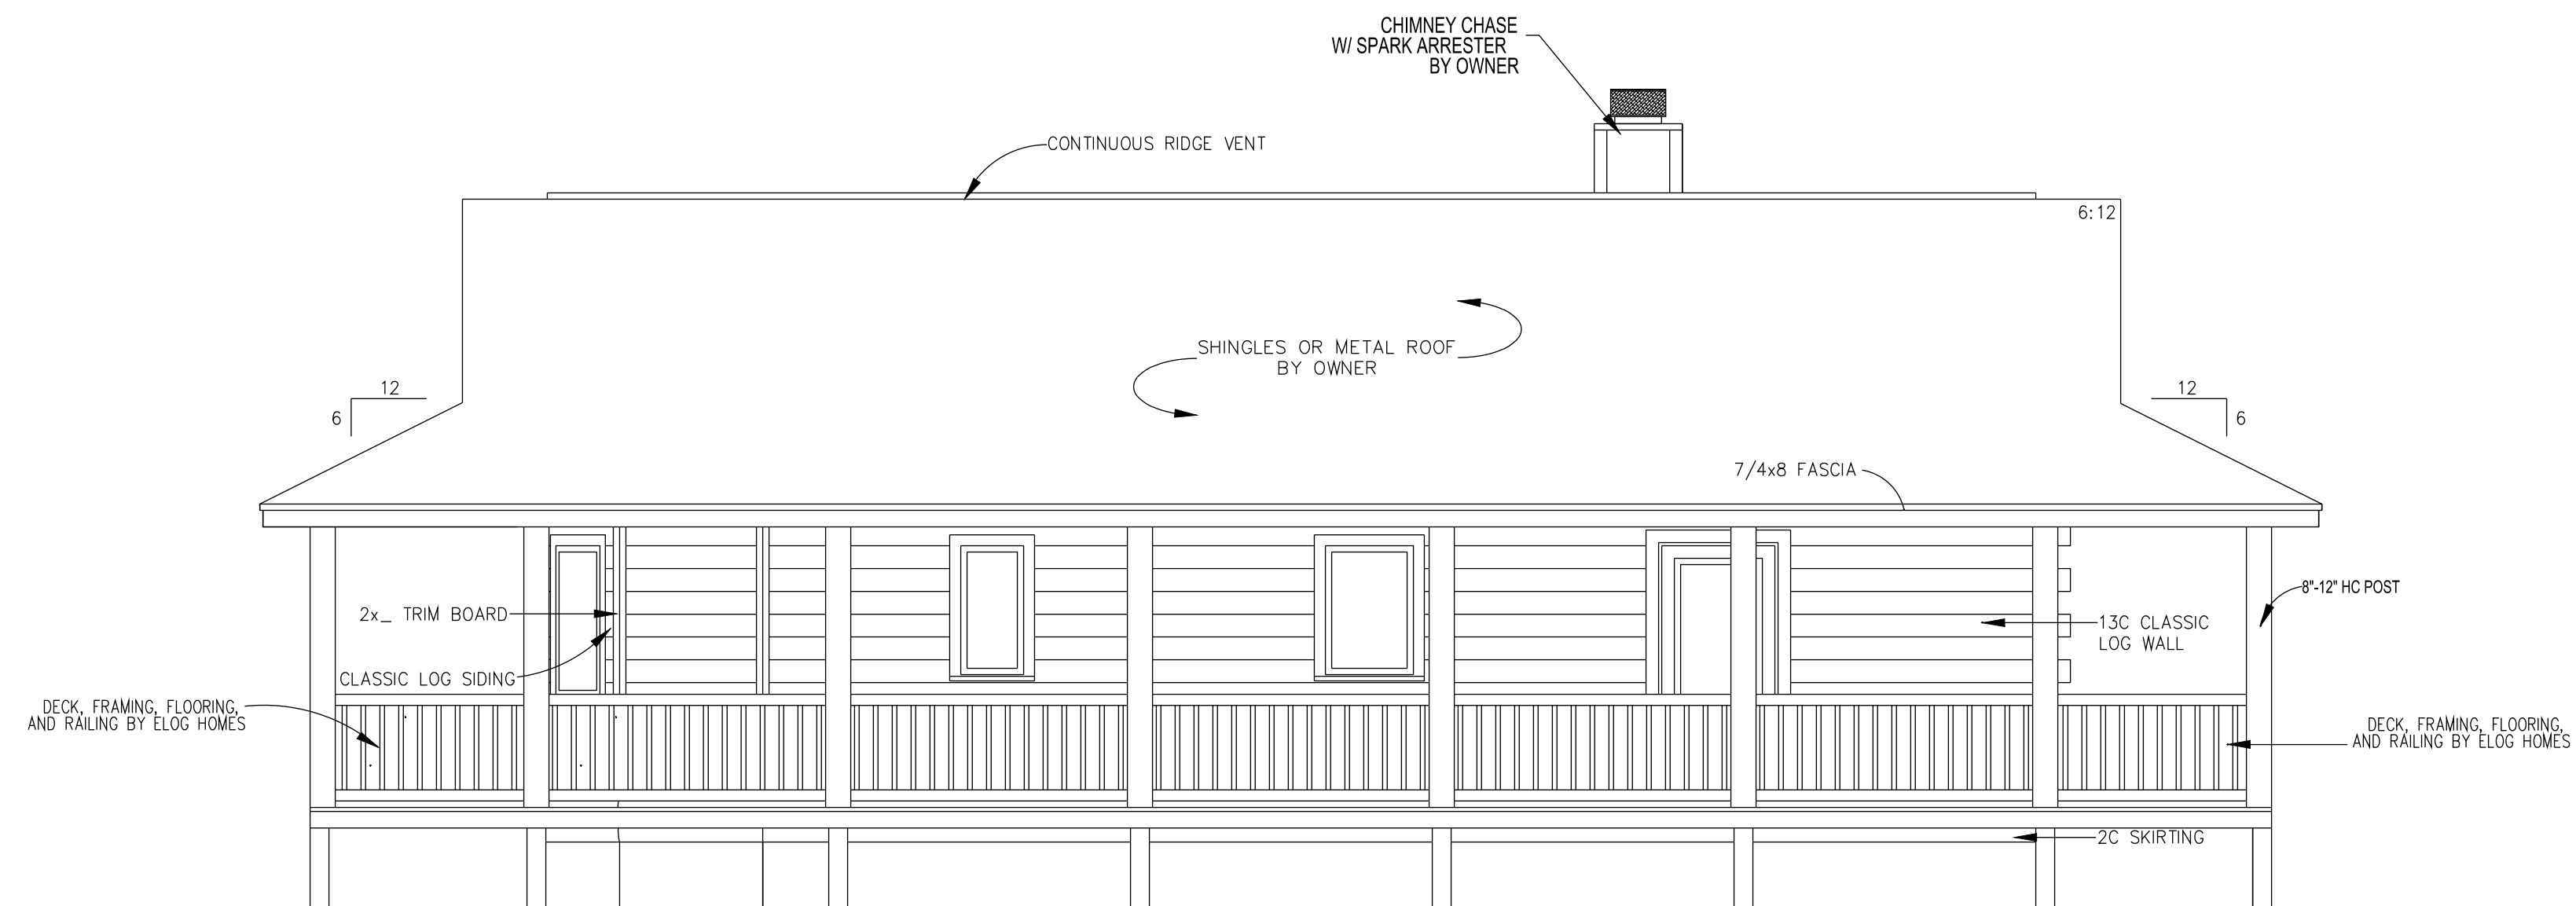 CHIMNEY CHASE
W/ SPARK ARRESTER
BY OWNER
CONTINUOUS RIDGE VENT
6:12
SHINGLES OR METAL ROOF
BY OWNER
12
6
12
6
7/4x8 FASCIA
8"-12" HC POST
2x_ TRIM BOARD
13C CLASSIC
LOG WALL
CLASSIC LOG SIDING
DECK, FRAMING, FLOORING,
AND RAILING BY ELOG HOMES
DECK, FRAMING, FLOORING,
AND RAILING BY ELOG HOMES
2C SKIRTING